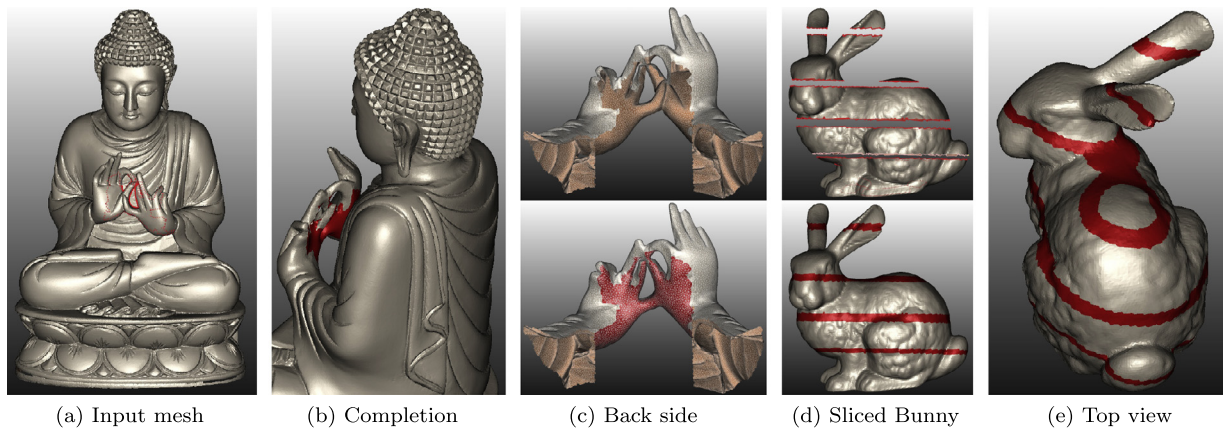 (a) Input mesh
(b) Completion
(c) Back side
(d) Sliced Bunny
(e) Top view